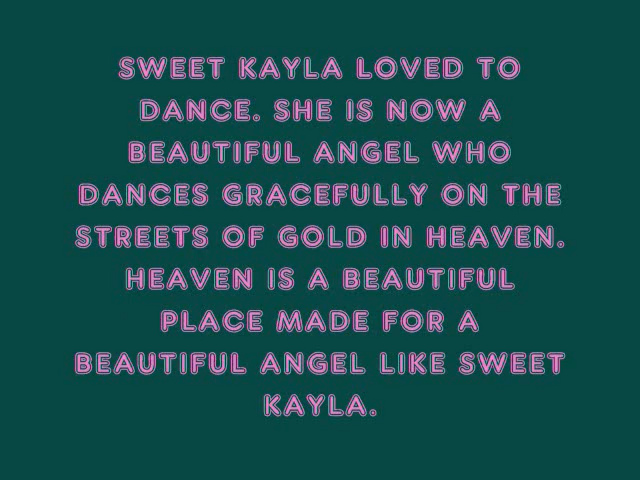 SWEET KAYLA LOVED TO
DANCE. SHE IS NOW A
BEAUTIFUL ANGEL WHO
DANCES GRACEFULLY ON THE
STREETS OF GOLD IN HEAVEN.
HEAVEN IS A BEAUTIFUL
PLACE MADE FOR A
BEAUTIFUL ANGEL LIKE SWEET
KAYLA.